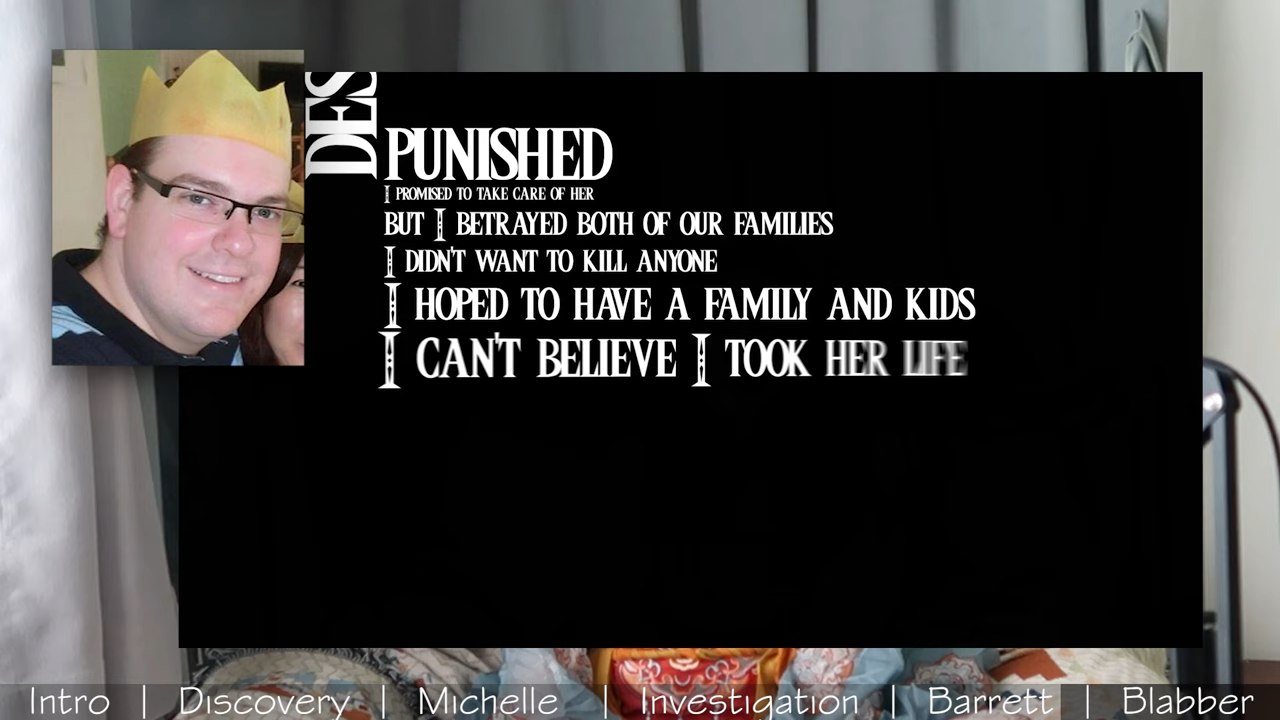 DES
PUNISHED
I PROMISED TO TAKE CARE OF HER
BUT I BETRAYED BOTH OF OUR FAMILIES
I DIDN'T WANT TO KILL ANYONE
I HOPED TO HAVE A FAMILY AND KIDS
I CAN'T BELIEVE I TOOK HER LIFE
Intro | Discovery | Michelle | Investigation | Barrett | Blabber